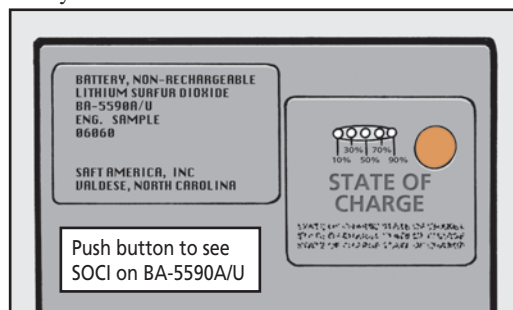 BATTERY, NON-RECHARGEABLE
LITHIUM SURFUR DIOXIDE
BA-5590A/U
ENG. SAMPLE
06060
SAFT AMERICA, INC
VALDESE, NORTH CAROLINA
30% 70%
10% 50% 90%
STATE OF
CHARGE
Push button to see
SOCI on BA-5590A/U